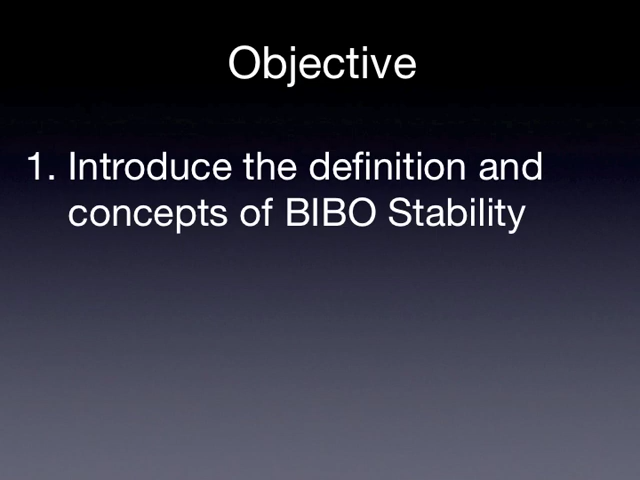 Objective
1. Introduce the definition and
concepts of BIBO Stability